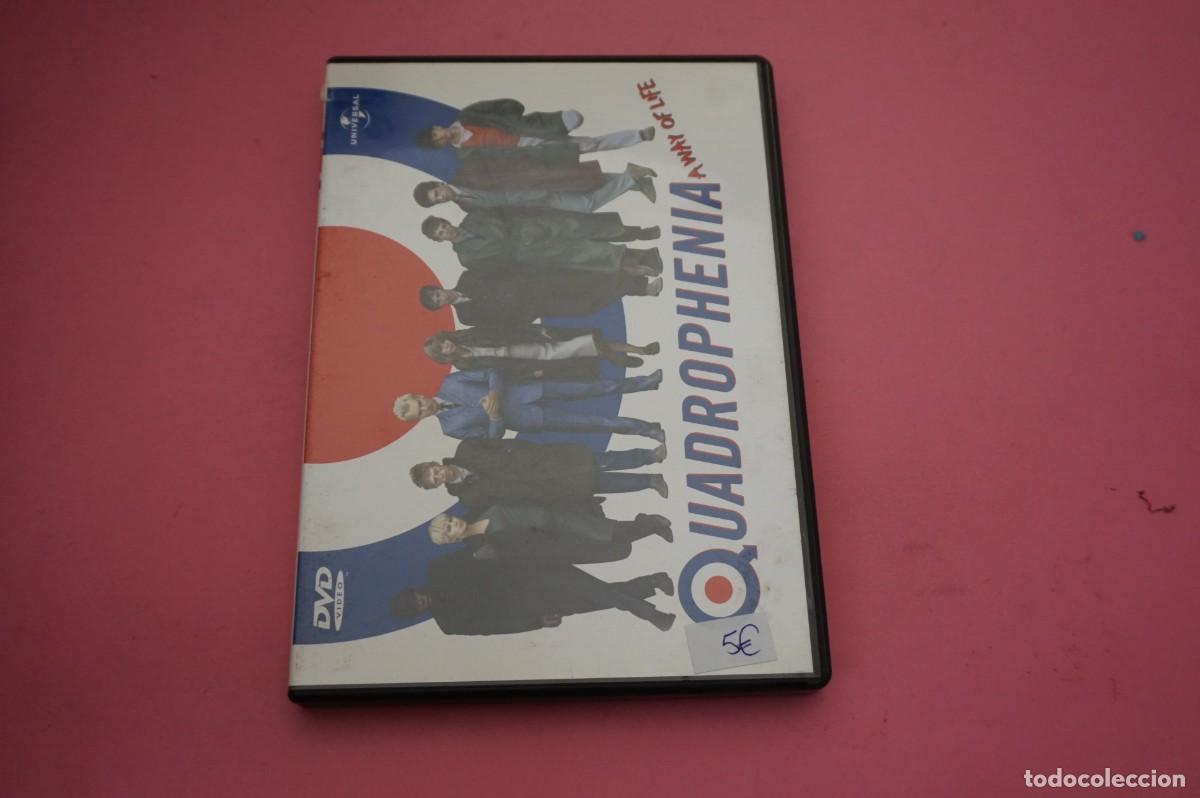 UNIVERSAL
DVD
VIDEO
A WAY OF LIFE
QUADROPHENIA
5€
todocoleccion